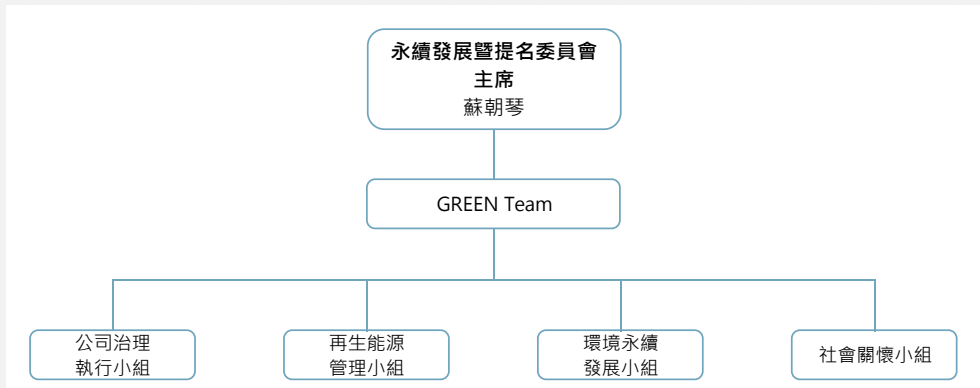 永續發展暨提名委員會
主席
蘇朝琴
GREEN Team
公司治理
執行小組
再生能源
管理小組
環境永續
發展小組
社會關懷小組